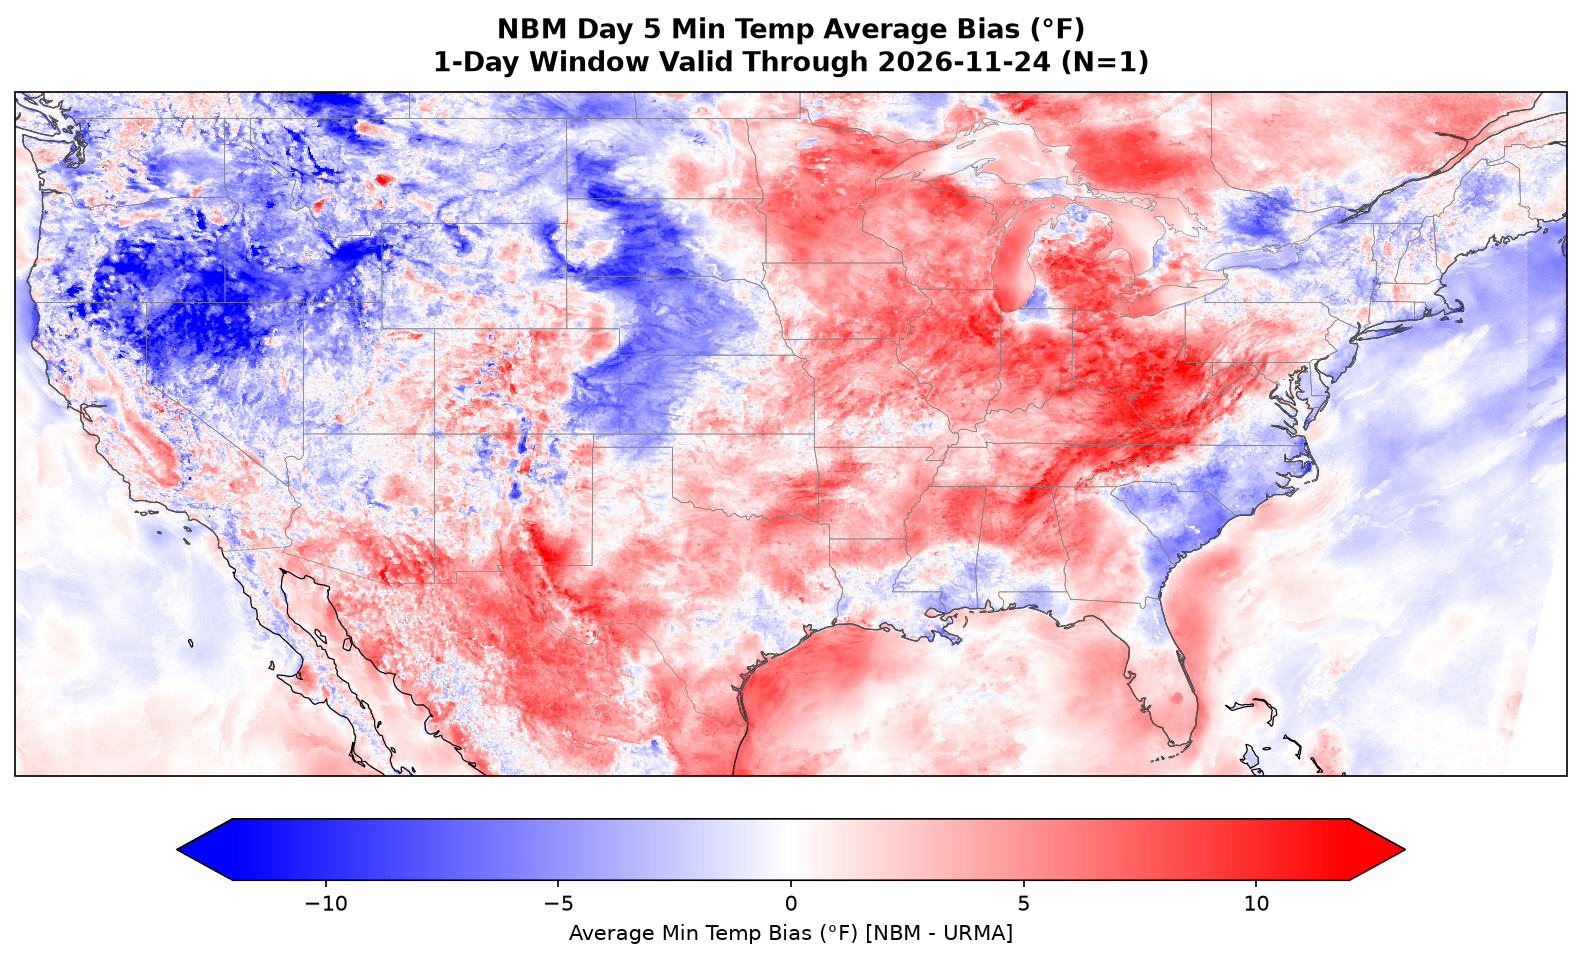 NBM Day 5 Min Temp Average Bias (°F)
1-Day Window Valid Through 2026-11-24 (N=1)
−10 −5 0 5 10
Average Min Temp Bias (°F) [NBM - URMA]